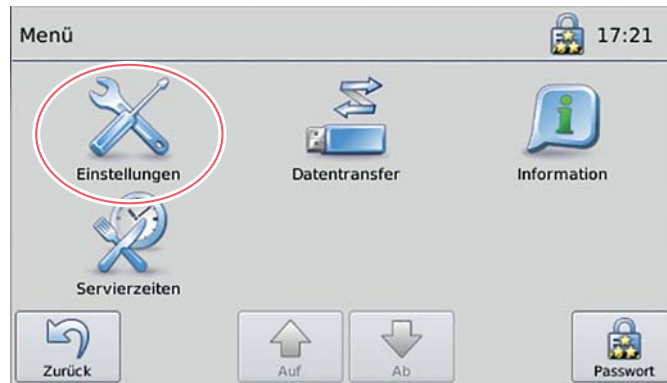 Menü
17:21
Einstellungen
Datentransfer
Information
Servierzeiten
Zurück
Auf
Ab
Passwort